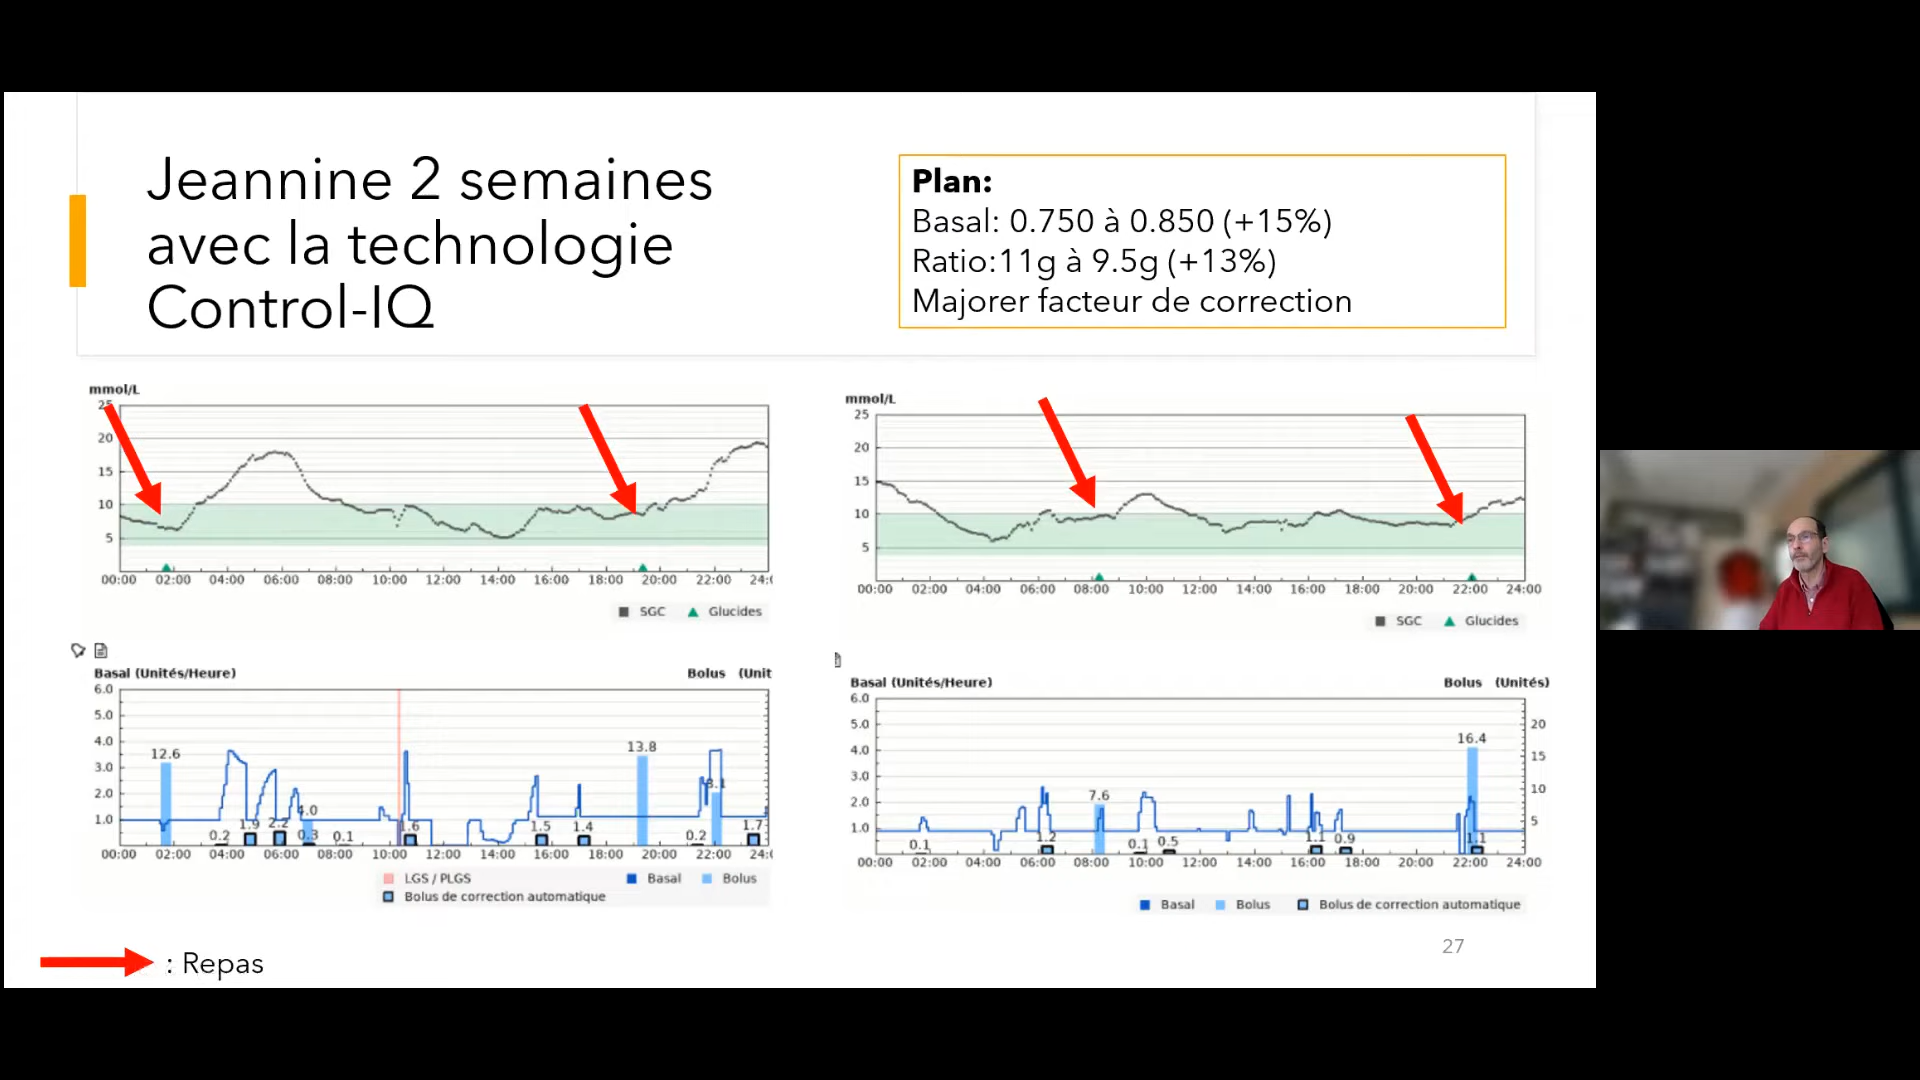 Jeannine 2 semaines
avec la technologie
Control-IQ
Plan:
Basal: 0.750 à 0.850 (+15%)
Ratio:11g à 9.5g (+13%)
Majorer facteur de correction
mmol/L
25
20
15
10
5
00:00 02:00 04:00 06:00 08:00 10:00 12:00 14:00 16:00 18:00 20:00 22:00 24:0
SGC Glucides
mmol/L
25
20
15
10
5
00:00 02:00 04:00 06:00 08:00 10:00 12:00 14:00 16:00 18:00 20:00 22:00 24:00
SGC Glucides
Basal (Unités/Heure) Bolus (Unit
6.0
5.0
4.0
3.0
2.0
1.0
12.6
0.2
1.9
2.2
4.0
0.3
0.1
1.6
1.5
1.4
13.8
0.2
3.1
1.7
00:00 02:00 04:00 06:00 08:00 10:00 12:00 14:00 16:00 18:00 20:00 22:00 24:0
LGS / PLGS Basal Bolus
Bolus de correction automatique
Basal (Unités/Heure) Bolus (Unités)
6.0
5.0
4.0
3.0
2.0
1.0
20
15
10
5
0.1
1.2
7.6
0.1
0.5
1.1
0.9
16.4
1.1
00:00 02:00 04:00 06:00 08:00 10:00 12:00 14:00 16:00 18:00 20:00 22:00 24:00
Basal Bolus Bolus de correction automatique
: Repas
27